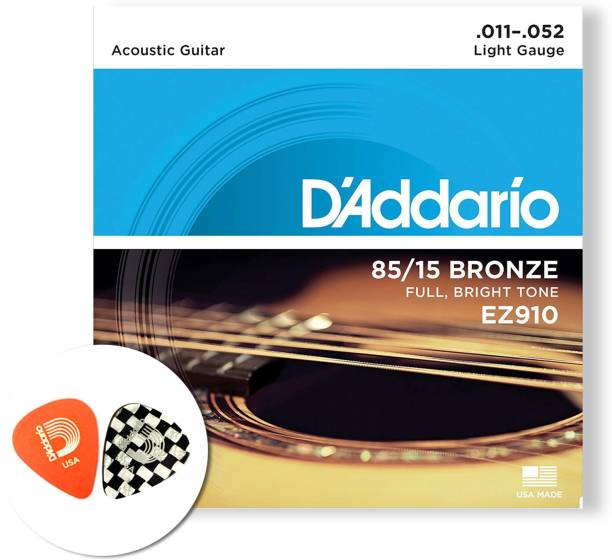 Acoustic Guitar
.011–.052
Light Gauge
D'Addario
85/15 BRONZE
FULL, BRIGHT TONE
EZ910
D'Addario
USA
USA MADE